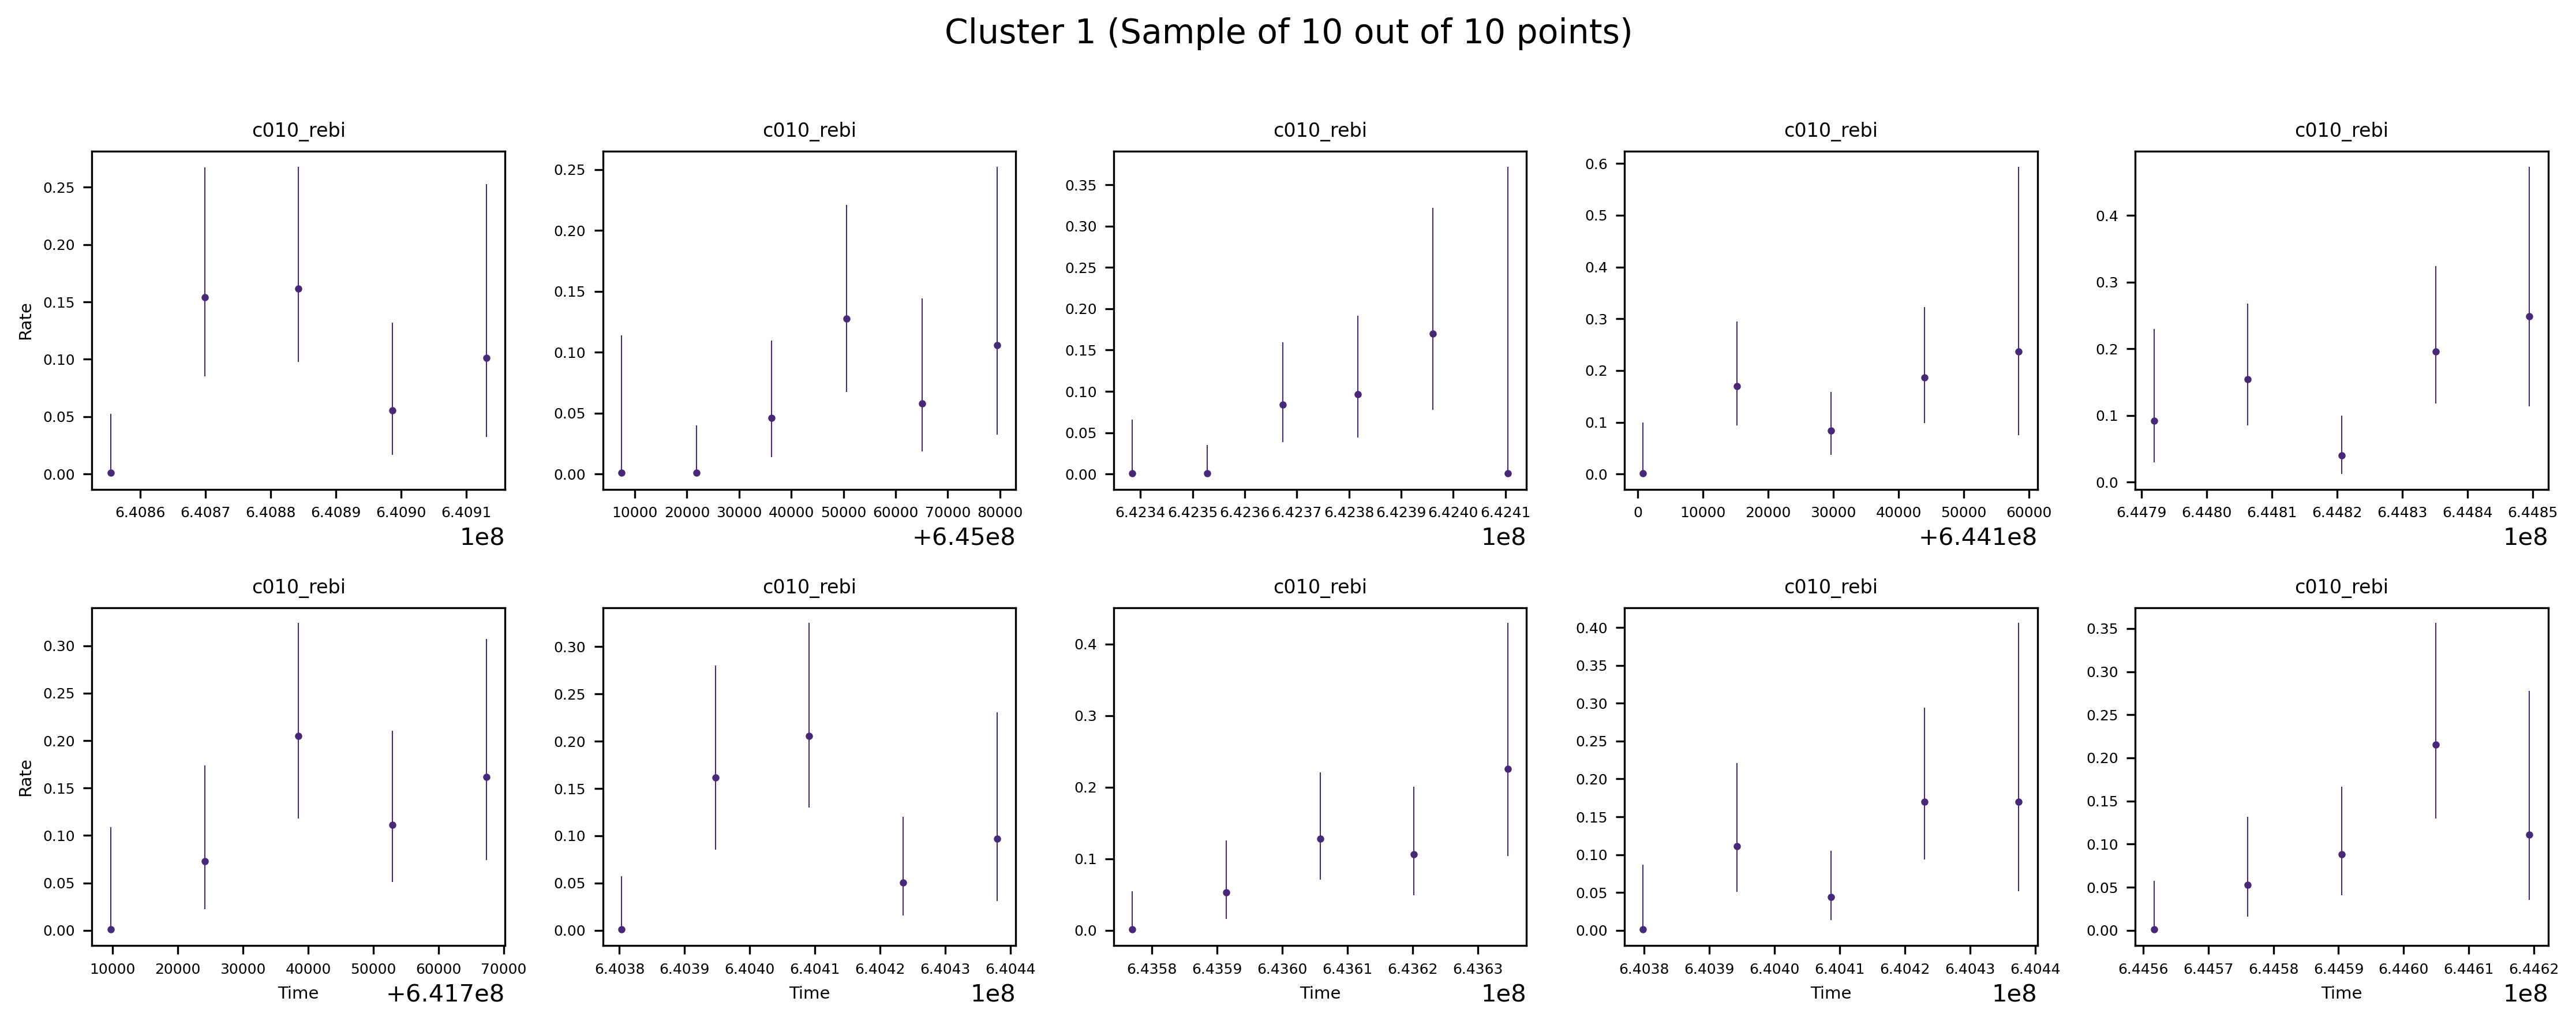 Cluster 1 (Sample of 10 out of 10 points)
c010_rebi c010_rebi c010_rebi c010_rebi c010_rebi
Rate
0.25
0.20
0.15
0.10
0.05
0.00
6.4086 6.4087 6.4088 6.4089 6.4090 6.4091
1e8
0.25
0.20
0.15
0.10
0.05
0.00
10000 20000 30000 40000 50000 60000 70000 80000
+6.45e8
0.35
0.30
0.25
0.20
0.15
0.10
0.05
0.00
6.4234 6.4235 6.4236 6.4237 6.4238 6.4239 6.4240 6.4241
1e8
0.6
0.5
0.4
0.3
0.2
0.1
0.0
0 10000 20000 30000 40000 50000 60000
+6.441e8
0.4
0.3
0.2
0.1
0.0
6.4479 6.4480 6.4481 6.4482 6.4483 6.4484 6.4485
1e8
c010_rebi c010_rebi c010_rebi c010_rebi c010_rebi
Rate
0.30
0.25
0.20
0.15
0.10
0.05
0.00
10000 20000 30000 40000 50000 60000 70000
Time +6.417e8
0.30
0.25
0.20
0.15
0.10
0.05
0.00
6.4038 6.4039 6.4040 6.4041 6.4042 6.4043 6.4044
Time 1e8
0.4
0.3
0.2
0.1
0.0
6.4358 6.4359 6.4360 6.4361 6.4362 6.4363
Time 1e8
0.40
0.35
0.30
0.25
0.20
0.15
0.10
0.05
0.00
6.4038 6.4039 6.4040 6.4041 6.4042 6.4043 6.4044
Time 1e8
0.35
0.30
0.25
0.20
0.15
0.10
0.05
0.00
6.4456 6.4457 6.4458 6.4459 6.4460 6.4461 6.4462
Time 1e8